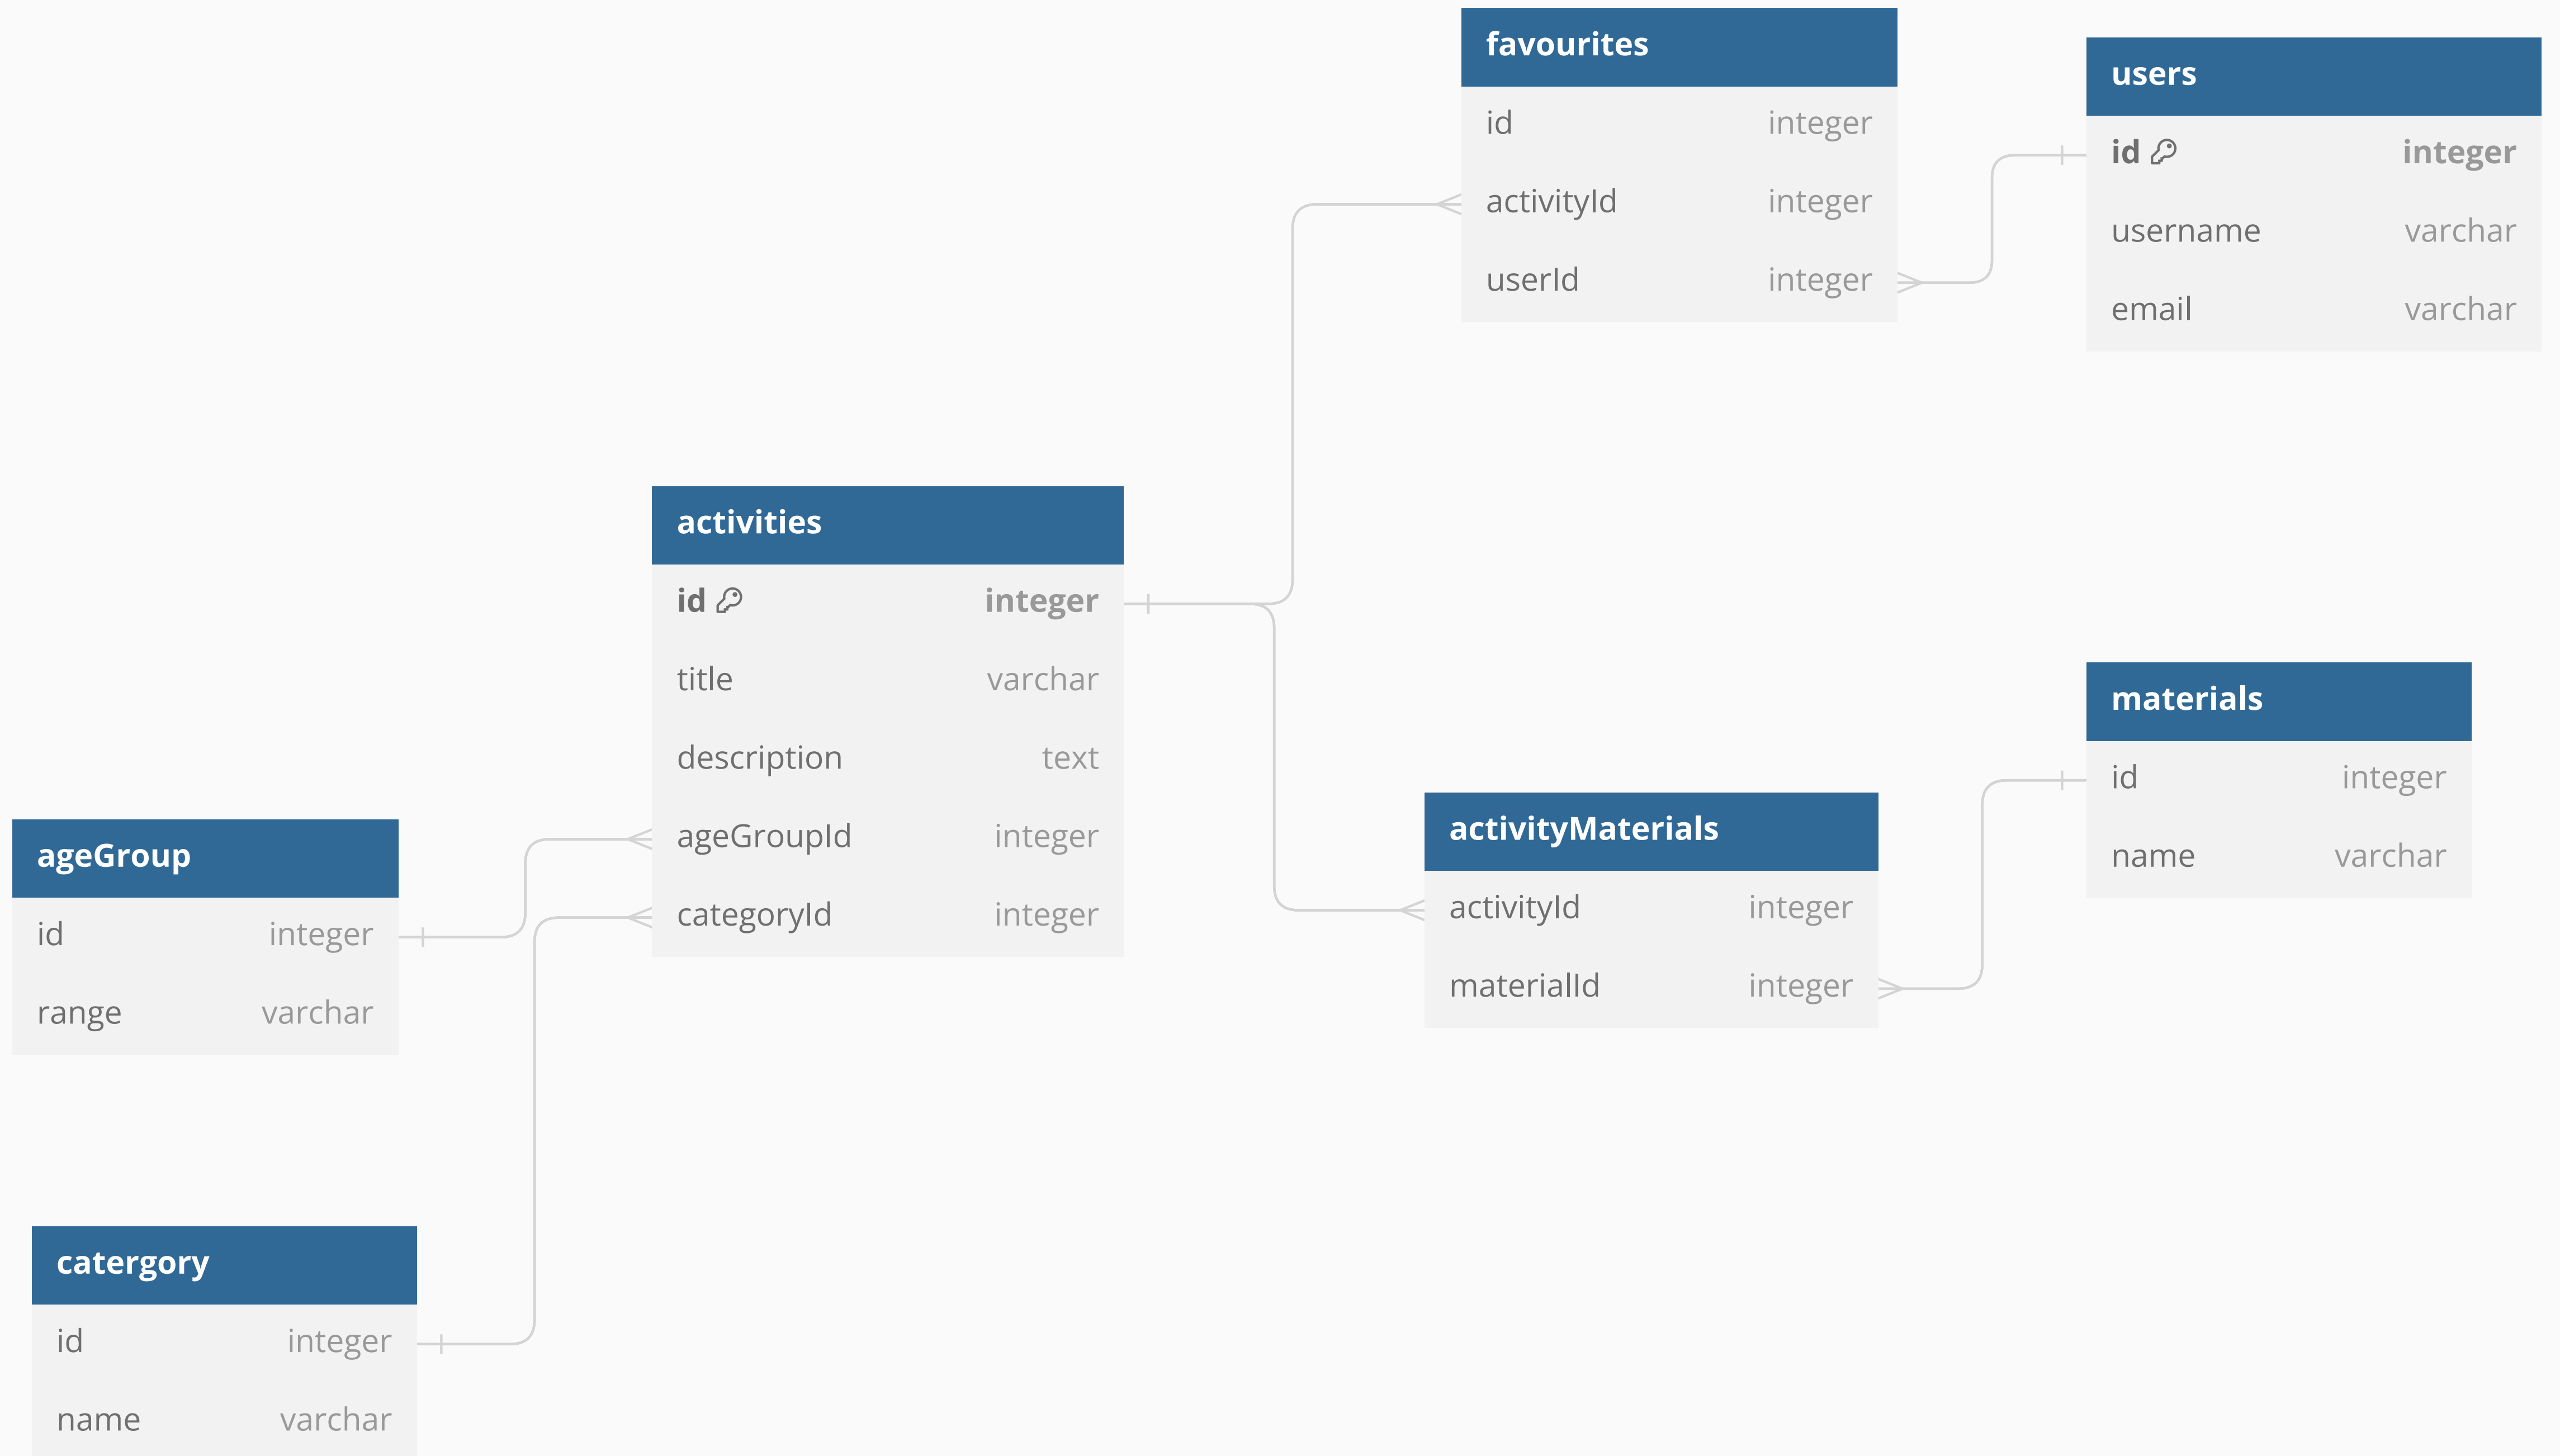 favourites
id integer
activityId integer
userId integer
users
id integer
username varchar
email varchar
activities
id integer
title varchar
description text
ageGroupId integer
categoryId integer
materials
id integer
name varchar
activityMaterials
activityId integer
materialId integer
ageGroup
id integer
range varchar
catergory
id integer
name varchar